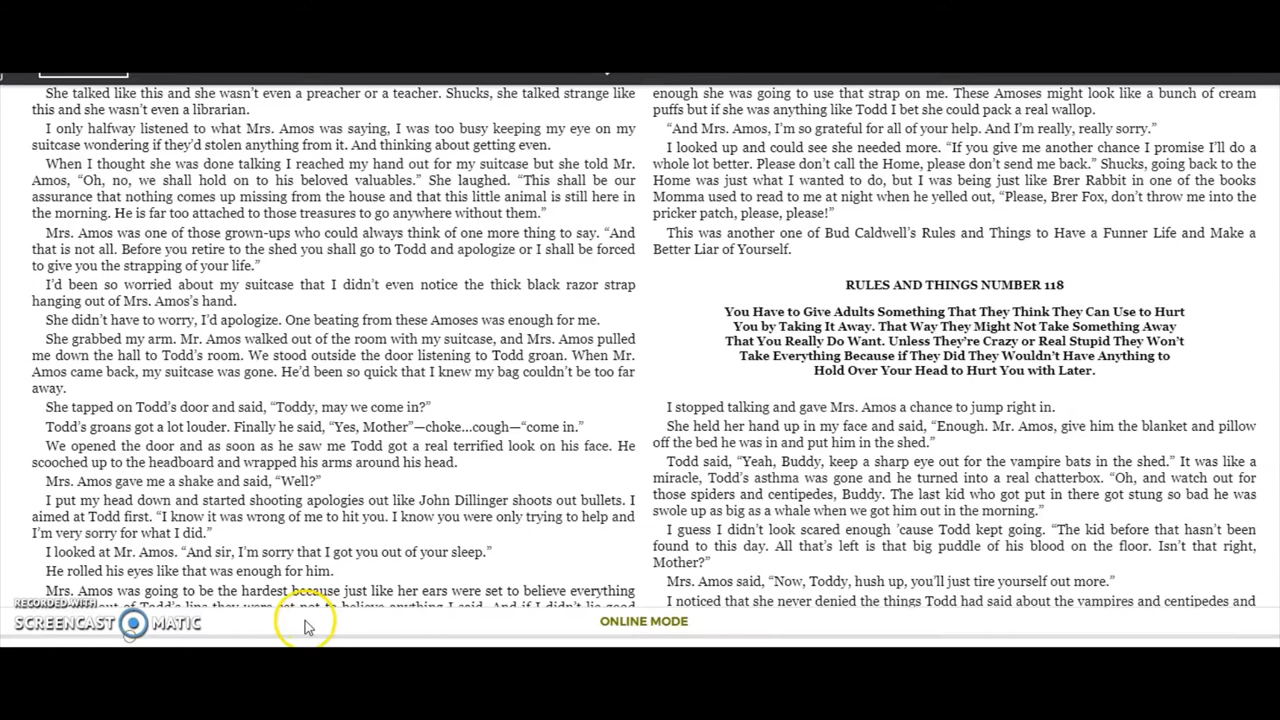 She talked like this and she wasn't even a preacher or a teacher. Shucks, she talked strange like
this and she wasn't even a librarian.
I only halfway listened to what Mrs. Amos was saying, I was too busy keeping my eye on my
suitcase wondering if they'd stolen anything from it. And thinking about getting even.
When I thought she was done talking I reached my hand out for my suitcase but she told Mr.
Amos, “Oh, no, we shall hold on to his beloved valuables.” She laughed. “This shall be our
assurance that nothing comes up missing from the house and that this little animal is still here in
the morning. He is far too attached to those treasures to go anywhere without them.”
Mrs. Amos was one of those grown-ups who could always think of one more thing to say. “And
that is not all. Before you retire to the shed you shall go to Todd and apologize or I shall be forced
to give you the strapping of your life.”
I'd been so worried about my suitcase that I didn't even notice the thick black razor strap
hanging out of Mrs. Amos's hand.
She didn't have to worry, I'd apologize. One beating from these Amoses was enough for me.
She grabbed my arm. Mr. Amos walked out of the room with my suitcase, and Mrs. Amos pulled
me down the hall to Todd's room. We stood outside the door listening to Todd groan. When Mr.
Amos came back, my suitcase was gone. He'd been so quick that I knew my bag couldn't be too far
away.
She tapped on Todd's door and said, “Toddy, may we come in?”
Todd's groans got a lot louder. Finally he said, “Yes, Mother”—choke...cough—“come in.”
We opened the door and as soon as he saw me Todd got a real terrified look on his face. He
scooched up to the headboard and wrapped his arms around his head.
Mrs. Amos gave me a shake and said, “Well?”
I put my head down and started shooting apologies out like John Dillinger shoots out bullets. I
aimed at Todd first. “I know it was wrong of me to hit you. I know you were only trying to help and
I'm very sorry for what I did.”
I looked at Mr. Amos. “And sir, I'm sorry that I got you out of your sleep.”
He rolled his eyes like that was enough for him.
Mrs. Amos was going to be the hardest because just like her ears were set to believe everything
out of Todd's lips they were set not to believe anything I said. And if I didn't lie good
enough she was going to use that strap on me. These Amoses might look like a bunch of cream
puffs but if she was anything like Todd I bet she could pack a real wallop.
“And Mrs. Amos, I'm so grateful for all of your help. And I'm really, really sorry.”
I looked up and could see she needed more. “If you give me another chance I promise I'll do a
whole lot better. Please don't call the Home, please don't send me back.” Shucks, going back to the
Home was just what I wanted to do, but I was being just like Brer Rabbit in one of the books
Momma used to read to me at night when he yelled out, “Please, Brer Fox, don't throw me into the
pricker patch, please, please!”
This was another one of Bud Caldwell's Rules and Things to Have a Funner Life and Make a
Better Liar of Yourself.
RULES AND THINGS NUMBER 118
You Have to Give Adults Something That They Think They Can Use to Hurt
You by Taking It Away. That Way They Might Not Take Something Away
That You Really Do Want. Unless They're Crazy or Real Stupid They Won't
Take Everything Because if They Did They Wouldn't Have Anything to
Hold Over Your Head to Hurt You with Later.
I stopped talking and gave Mrs. Amos a chance to jump right in.
She held her hand up in my face and said, “Enough. Mr. Amos, give him the blanket and pillow
off the bed he was in and put him in the shed.”
Todd said, “Yeah, Buddy, keep a sharp eye out for the vampire bats in the shed.” It was like a
miracle, Todd's asthma was gone and he turned into a real chatterbox. “Oh, and watch out for
those spiders and centipedes, Buddy. The last kid who got put in there got stung so bad he was
swole up as big as a whale when we got him out in the morning.”
I guess I didn't look scared enough 'cause Todd kept going. “The kid before that hasn't been
found to this day. All that's left is that big puddle of his blood on the floor. Isn't that right,
Mother?”
Mrs. Amos said, “Now, Toddy, hush up, you'll just tire yourself out more.”
I noticed that she never denied the things Todd had said about the vampires and centipedes and
RECORDED WITH
SCREENCAST MATIC
ONLINE MODE